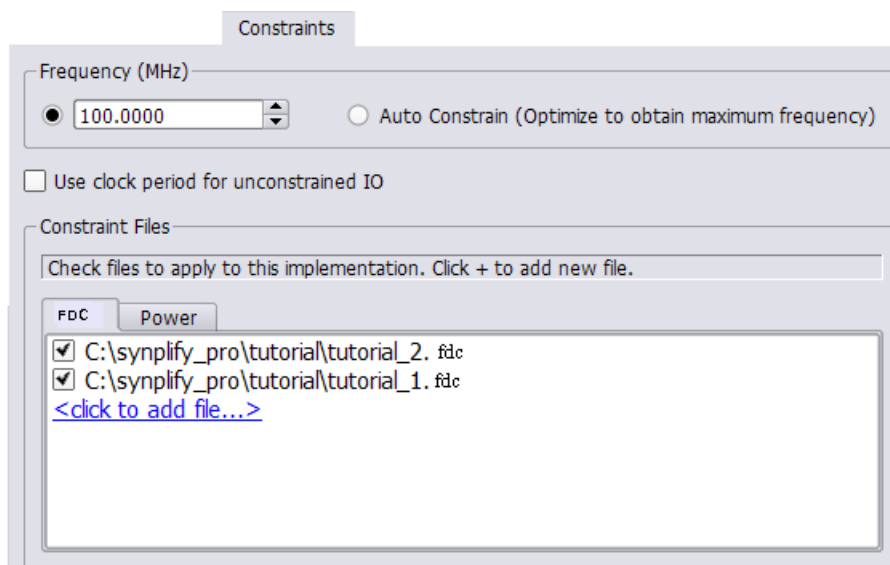 Constraints
Frequency (MHz)
100.0000
Auto Constrain (Optimize to obtain maximum frequency)
Use clock period for unconstrained IO
Constraint Files
Check files to apply to this implementation. Click + to add new file.
FDC Power
C:\synplify_pro\tutorial\tutorial_2. fdc
C:\synplify_pro\tutorial\tutorial_1. fdc
<click to add file...>